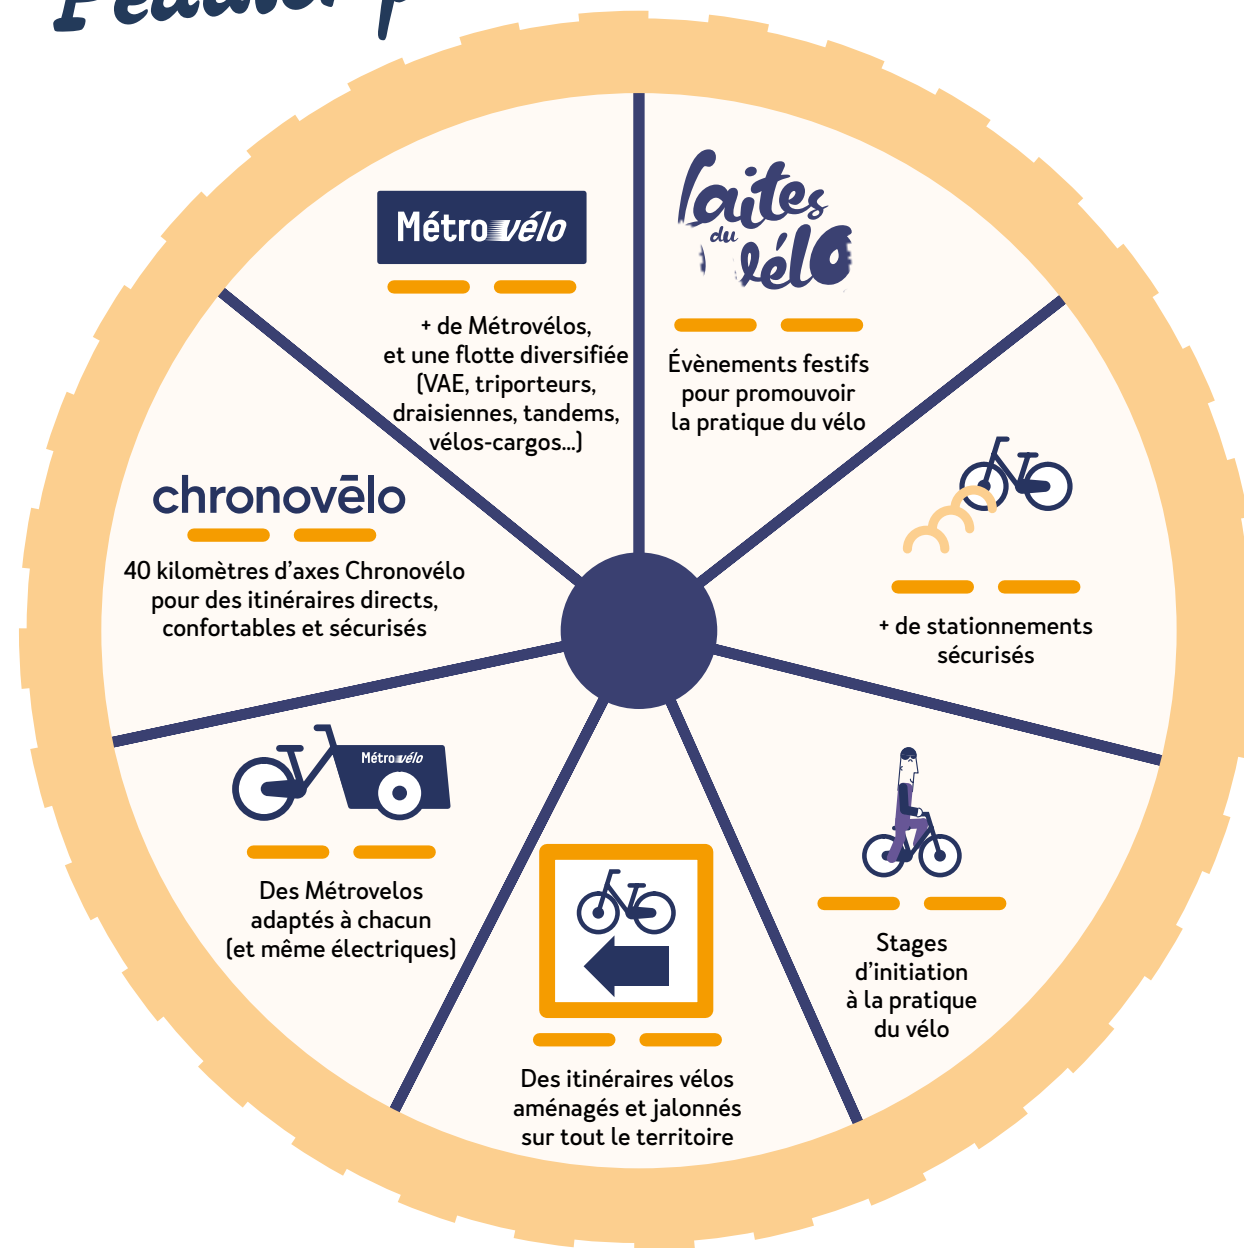 Métrovélo
+ de Métrovélos,
et une flotte diversifiée
(VAE, triporteurs,
draisiennes, tandems,
vélos-cargos...)
faites
du
vélo
Évènements festifs
pour promouvoir
la pratique du vélo
+ de stationnements
sécurisés
Stages
d'initiation
à la pratique
du vélo
Des itinéraires vélos
aménagés et jalonnés
sur tout le territoire
Métrovélo
Des Métrovelos
adaptés à chacun
(et même électriques)
chronovēlo
40 kilomètres d'axes Chronovélo
pour des itinéraires directs,
confortables et sécurisés